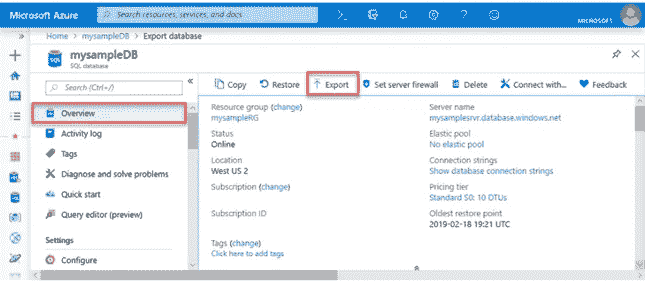 Microsoft Azure
Search resources, services, and docs
MICROSOFT
Home > mysampleDB > Export database
mysampleDB
SQL database
Search (Ctrl+/)
Overview
Activity log
Tags
Diagnose and solve problems
Quick start
Query editor (preview)
Settings
Configure
Copy
Restore
Export
Set server firewall
Delete
Connect with...
Feedback
Resource group (change)
mysampleRG
Status
Online
Location
West US 2
Subscription (change)
Subscription ID
Tags (change)
Click here to add tags
Server name
mysamplesrvr.database.windows.net
Elastic pool
No elastic pool
Connection strings
Show database connection strings
Pricing tier
Standard S0: 10 DTUs
Oldest restore point
2019-02-18 19:21 UTC